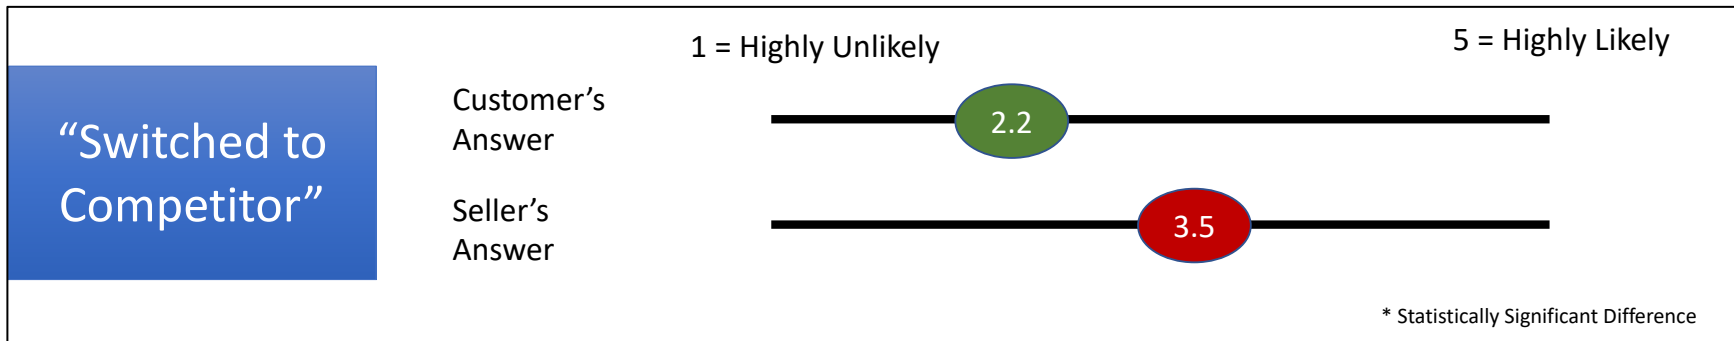 1 = Highly Unlikely
5 = Highly Likely
“Switched to
Competitor”
Customer’s
Answer
2.2
Seller’s
Answer
3.5
* Statistically Significant Difference